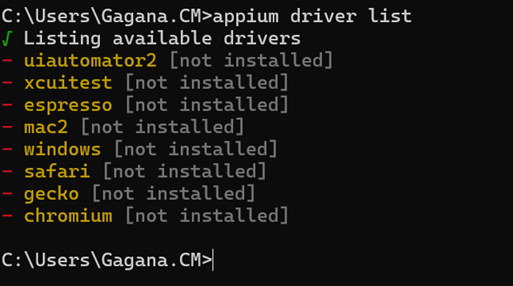 C:\Users\Gagana.CM>appium driver list
√ Listing available drivers
- uiautomator2 [not installed]
- xcuitest [not installed]
- espresso [not installed]
- mac2 [not installed]
- windows [not installed]
- safari [not installed]
- gecko [not installed]
- chromium [not installed]
C:\Users\Gagana.CM>